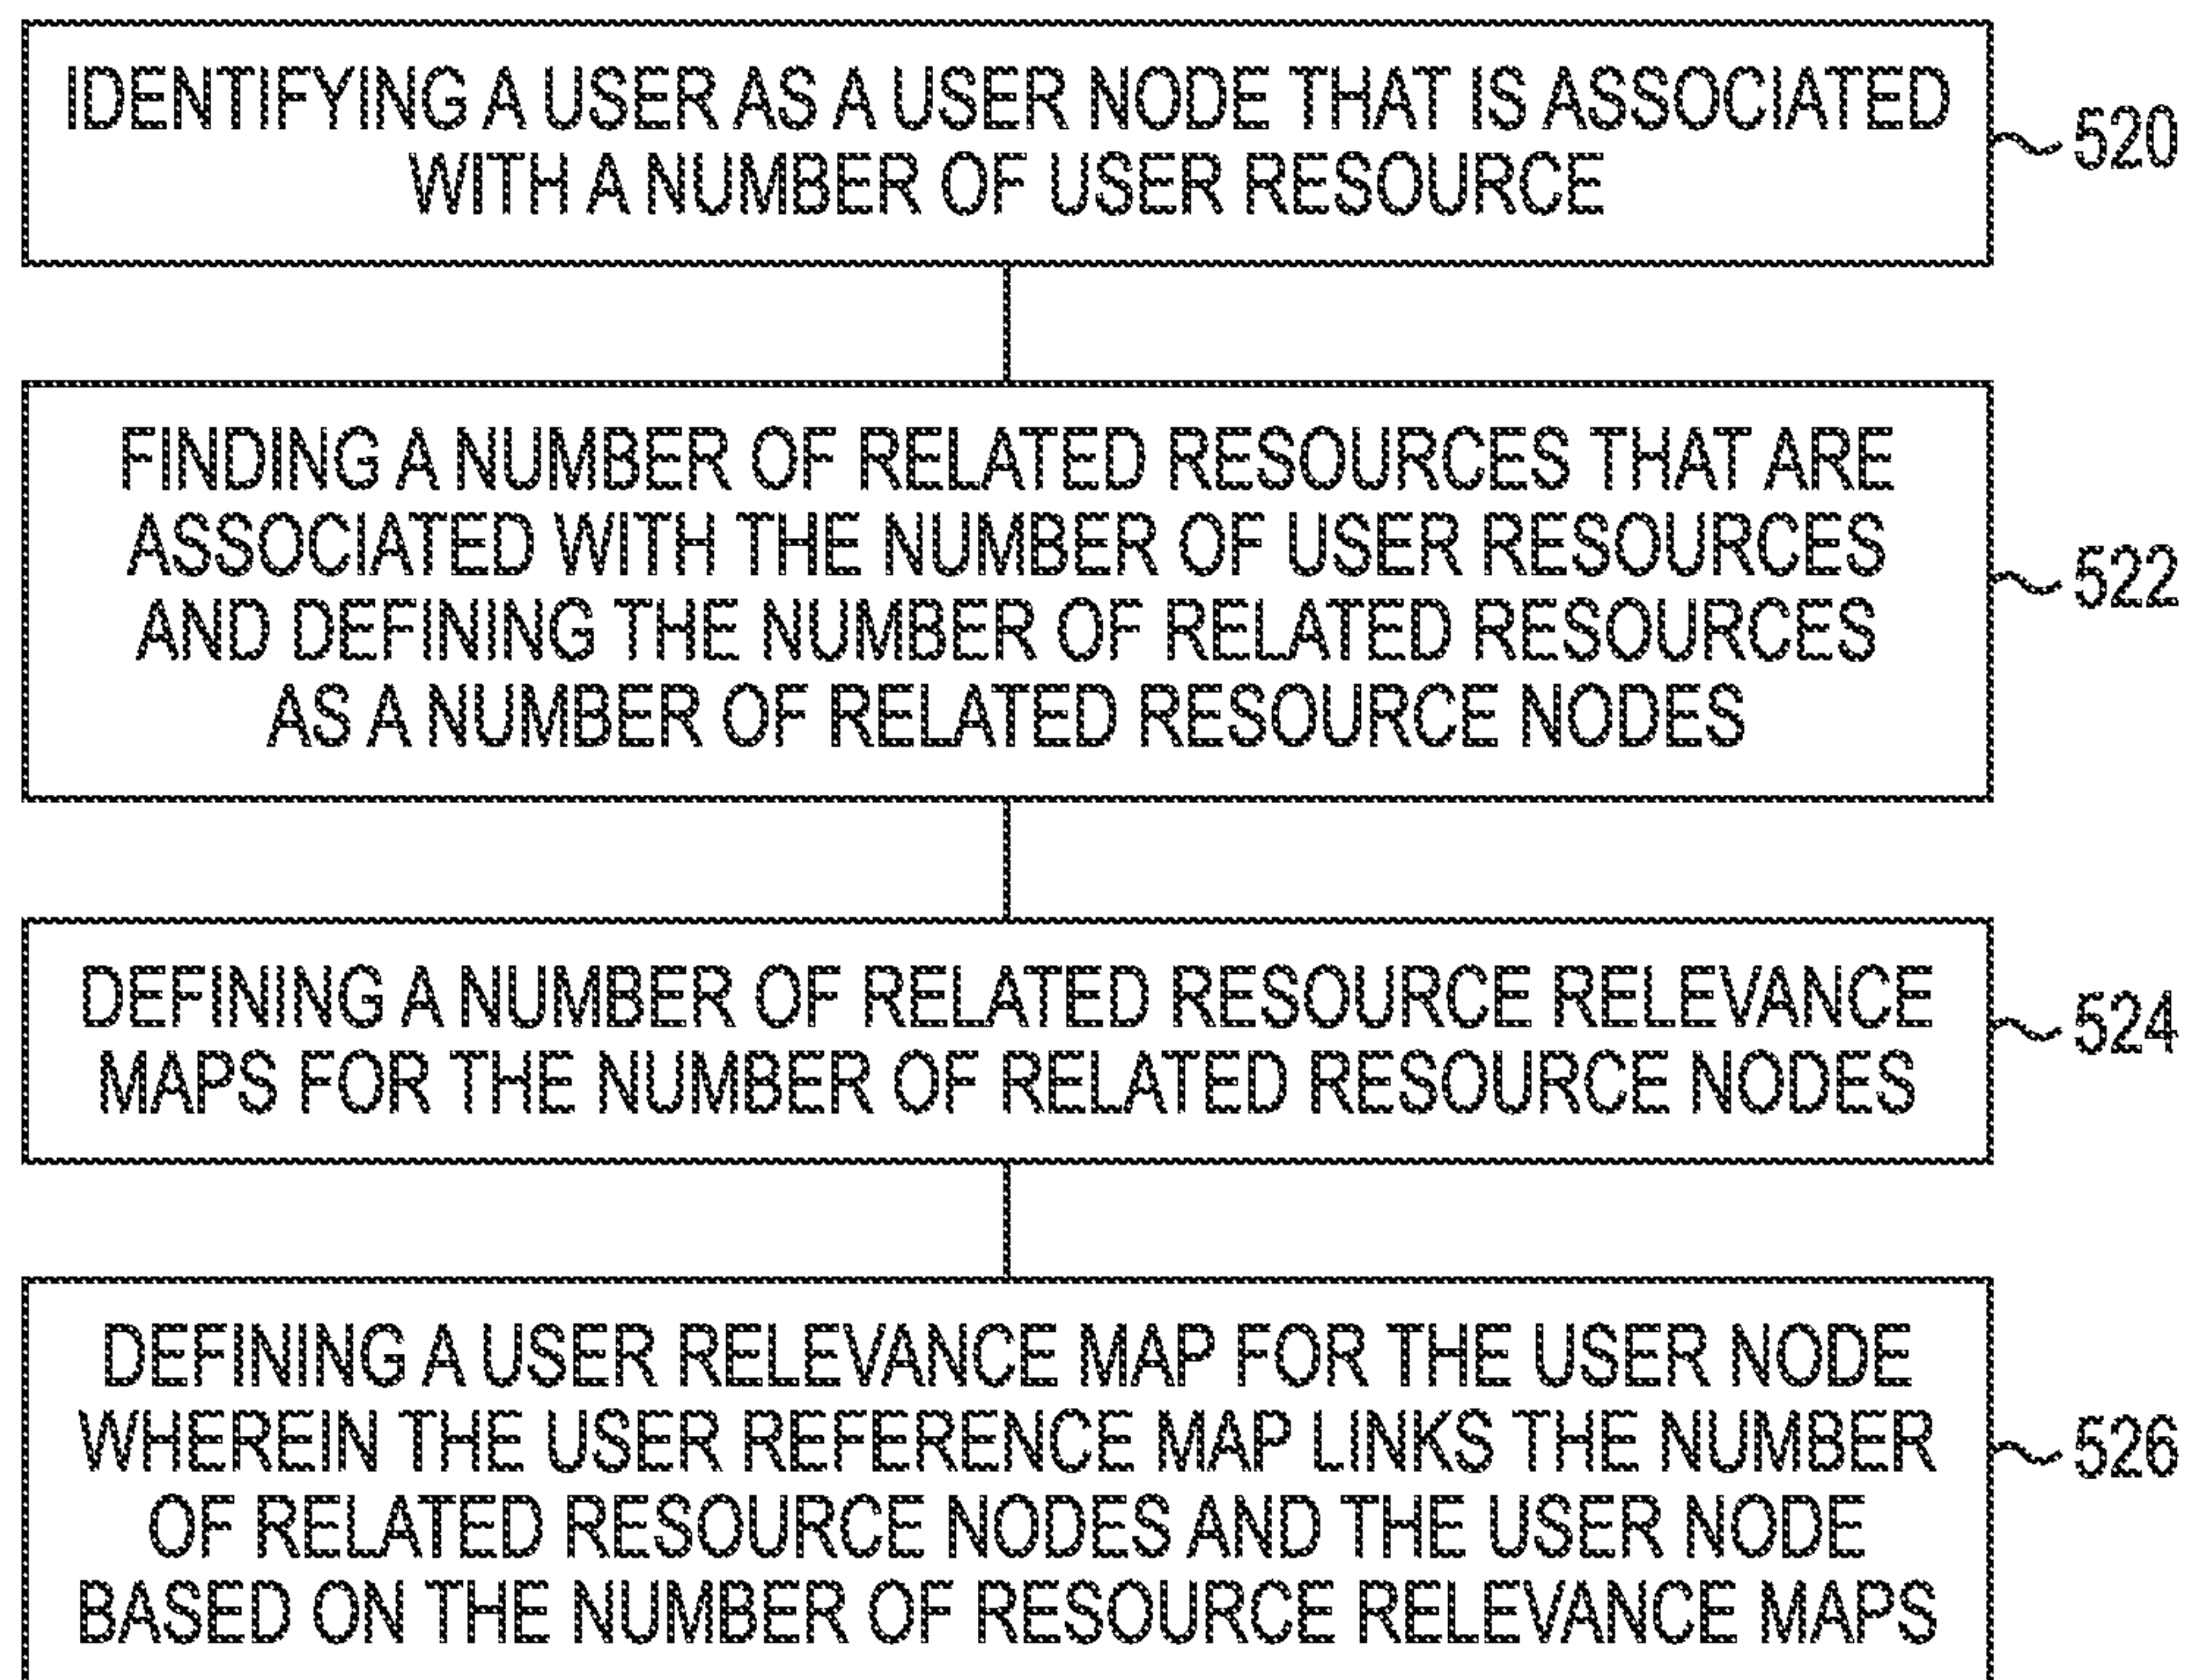 IDENTIFYING A USER AS A USER NODE THAT IS ASSOCIATED
WITH A NUMBER OF USER RESOURCE
520
FINDING A NUMBER OF RELATED RESOURCES THAT ARE
ASSOCIATED WITH THE NUMBER OF USER RESOURCES
AND DEFINING THE NUMBER OF RELATED RESOURCES
AS A NUMBER OF RELATED RESOURCE NODES
522
DEFINING A NUMBER OF RELATED RESOURCE RELEVANCE
MAPS FOR THE NUMBER OF RELATED RESOURCE NODES
524
DEFINING A USER RELEVANCE MAP FOR THE USER NODE
WHEREIN THE USER REFERENCE MAP LINKS THE NUMBER
OF RELATED RESOURCE NODES AND THE USER NODE
BASED ON THE NUMBER OF RESOURCE RELEVANCE MAPS
526